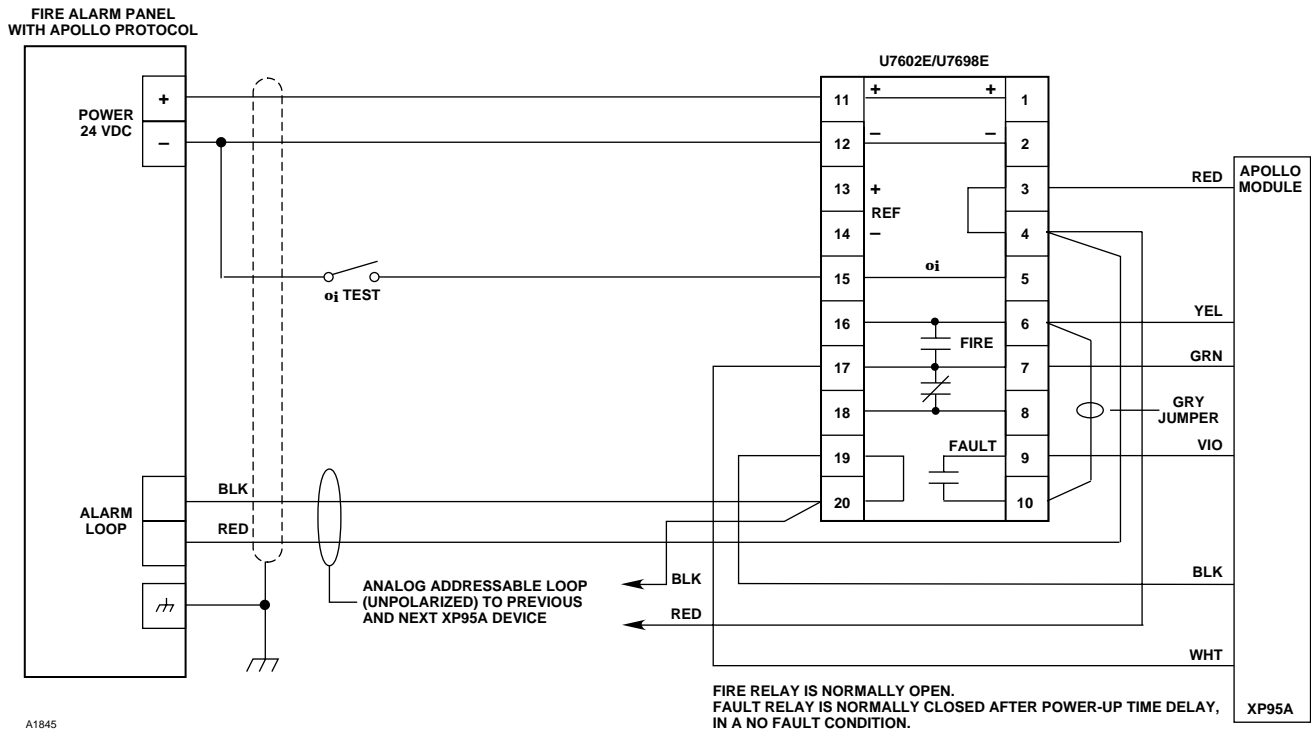 FIRE ALARM PANEL
WITH APOLLO PROTOCOL
U7602E/U7698E
POWER
24 VDC
+
−
11
+
+
1
12
−
−
2
13
+
REF
14
−
3
4
RED
APOLLO
MODULE
oi TEST
15
oi
5
16
FIRE
6
YEL
17
7
GRN
18
8
GRY
JUMPER
19
FAULT
9
VIO
20
10
ALARM
LOOP
BLK
RED
ANALOG ADDRESSABLE LOOP
(UNPOLARIZED) TO PREVIOUS
AND NEXT XP95A DEVICE
BLK
RED
BLK
WHT
FIRE RELAY IS NORMALLY OPEN.
FAULT RELAY IS NORMALLY CLOSED AFTER POWER-UP TIME DELAY,
IN A NO FAULT CONDITION.
XP95A
A1845